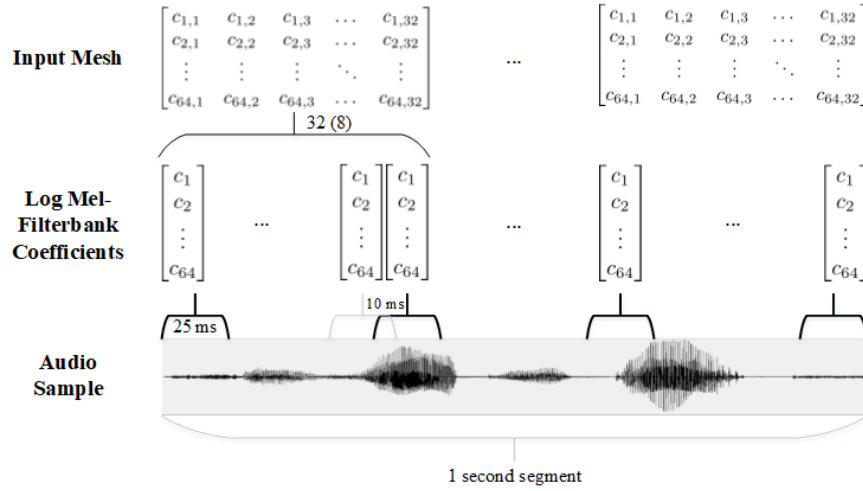 Input Mesh
[c1,1 c1,2 c1,3 … c1,32]
[c2,1 c2,2 c2,3 … c2,32]
[⋮ ⋮ ⋮ ⋱ ⋮]
[c64,1 c64,2 c64,3 … c64,32]
...
[c1,1 c1,2 c1,3 … c1,32]
[c2,1 c2,2 c2,3 … c2,32]
[⋮ ⋮ ⋮ ⋱ ⋮]
[c64,1 c64,2 c64,3 … c64,32]
32 (8)
Log Mel-
Filterbank
Coefficients
[c1 c2 ⋮ c64]
...
[c1 c2 ⋮ c64]
[c1 c2 ⋮ c64]
...
[c1 c2 ⋮ c64]
...
[c1 c2 ⋮ c64]
25 ms
10 ms
Audio
Sample
1 second segment